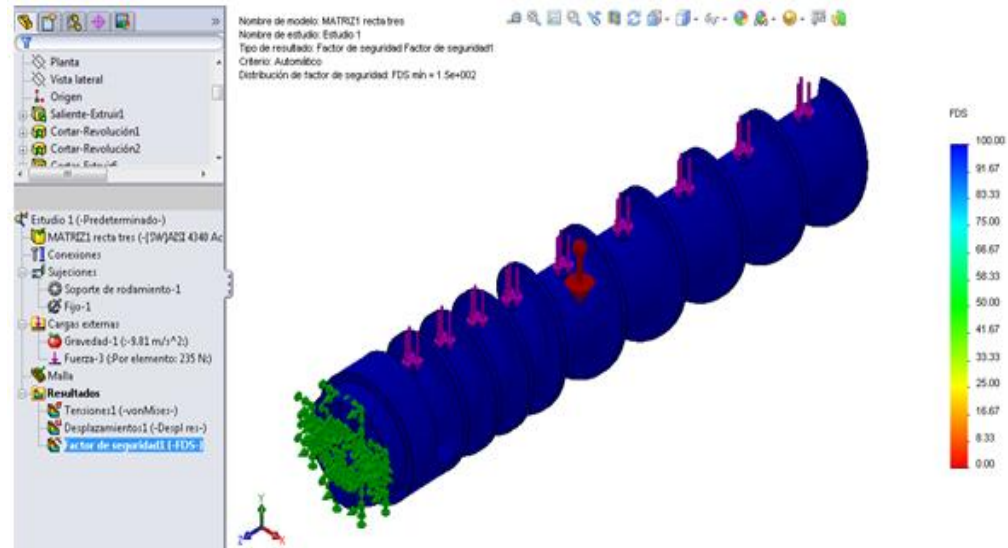 Planta
Vista lateral
Origen
Saliente-Extruir1
Cortar-Revolución1
Cortar-Revolución2
Estudio 1 (-Predeterminado-)
MATRIZ1 recta tres (-[SW]AISI 4340 Ac
Conexiones
Sujeciones
Soporte de rodamiento-1
Fijo-1
Cargas externas
Gravedad-1 (:-9.81 m/s^2:)
Fuerza-3 (:Por elemento: 235 N:)
Malla
Resultados
Tensiones1 (-vonMises-)
Desplazamientos1 (-Despl res-)
Factor de seguridad1 (-FDS-)
Nombre de modelo: MATRIZ1 recta tres
Nombre de estudio: Estudio 1
Tipo de resultado: Factor de seguridad Factor de seguridad1
Criterio: Automático
Distribución de factor de seguridad: FDS mín = 1.5e+002
Y
Z
X
FDS
100.00
91.67
83.33
75.00
66.67
58.33
50.00
41.67
33.33
25.00
16.67
8.33
0.00